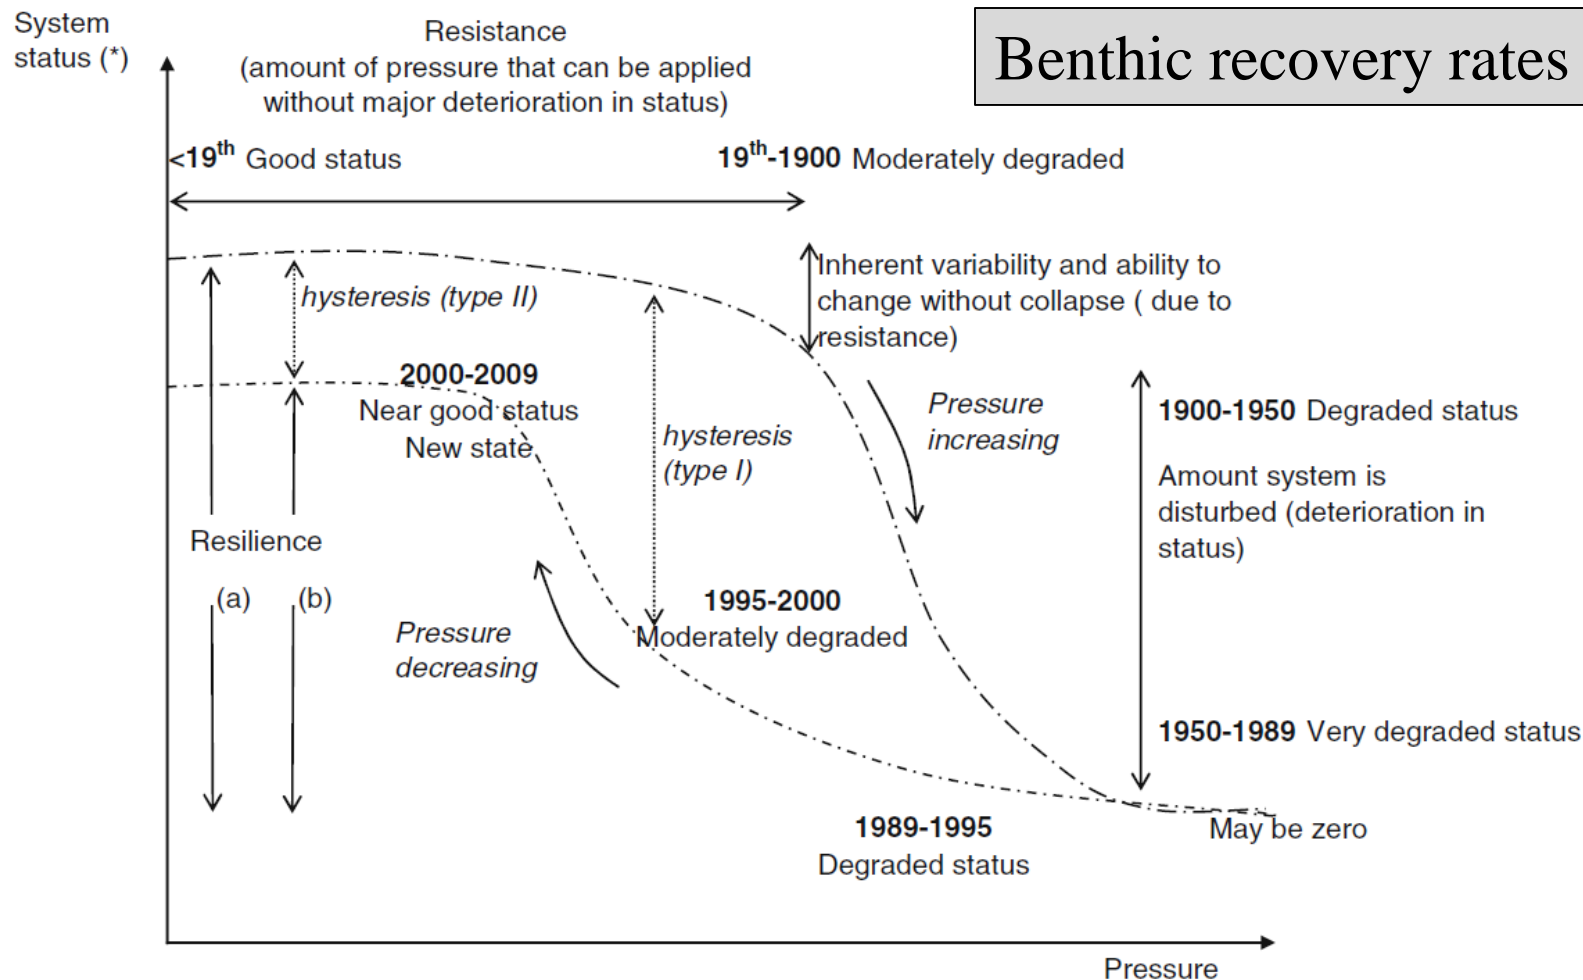 System
status (*)
Resistance
(amount of pressure that can be applied
without major deterioration in status)
Benthic recovery rates
<19th Good status
19th-1900 Moderately degraded
hysteresis (type II)
Inherent variability and ability to
change without collapse ( due to
resistance)
2000-2009
Near good status
New state
hysteresis
(type I)
Pressure
increasing
1900-1950 Degraded status
Amount system is
disturbed (deterioration in
status)
Resilience
(a)
(b)
Pressure
decreasing
1995-2000
Moderately degraded
1950-1989 Very degraded status
1989-1995
Degraded status
May be zero
Pressure